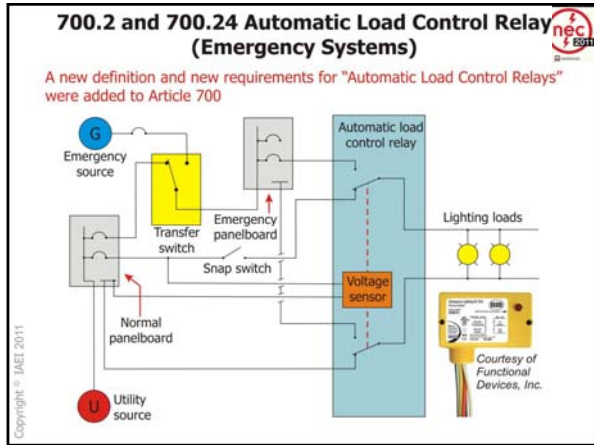 700.2 and 700.24 Automatic Load Control Relay
(Emergency Systems)
nec
2011
A new definition and new requirements for “Automatic Load Control Relays”
were added to Article 700
G
Emergency
source
Automatic load
control relay
Emergency
panelboard
Transfer
switch
Snap switch
Lighting loads
Voltage
sensor
Normal
panelboard
Courtesy of
Functional
Devices, Inc.
U
Utility
source
Copyright © IAEI 2011